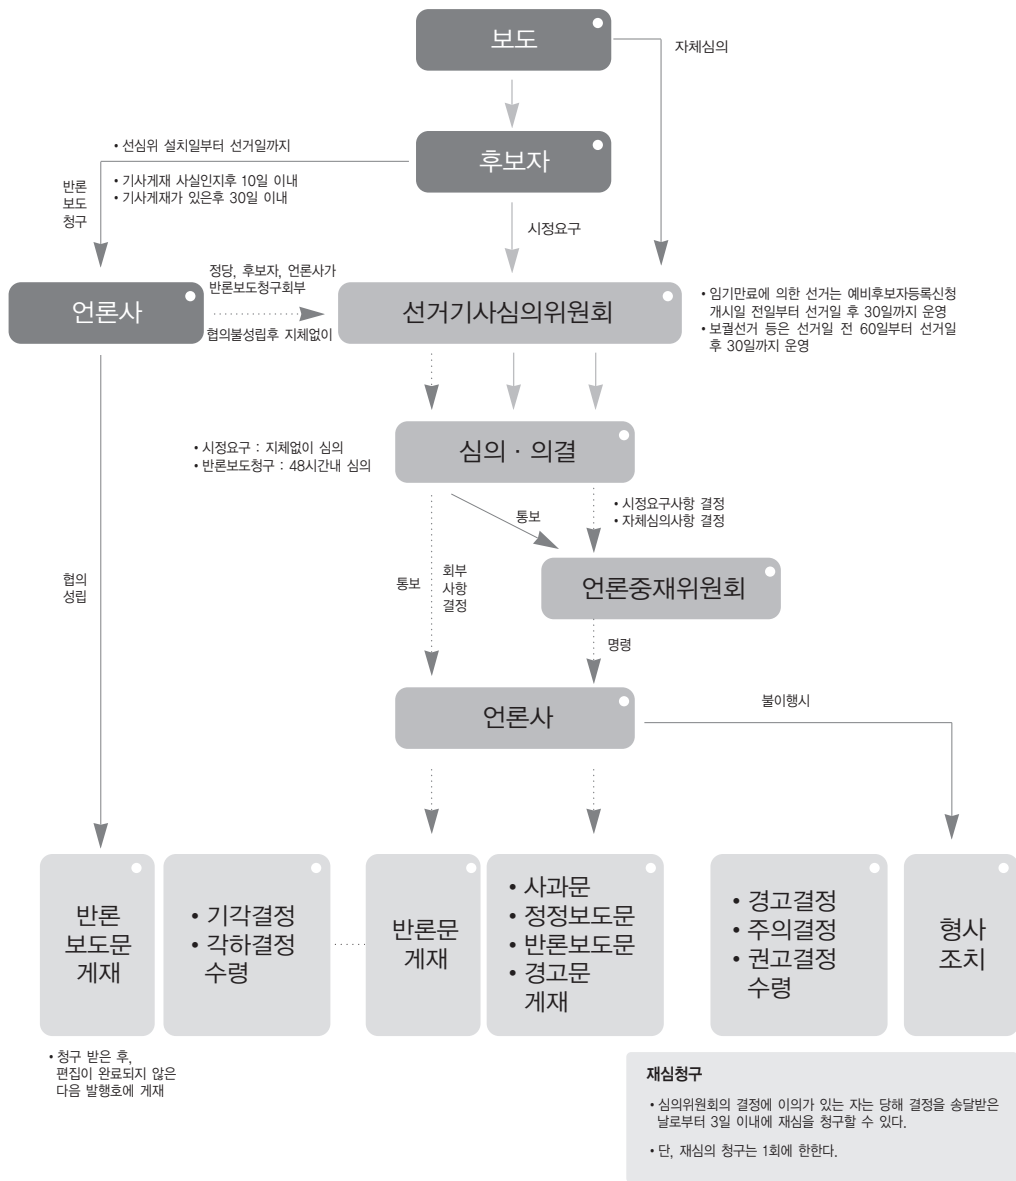 보도
자체심의
후보자
• 선심위 설치일부터 선거일까지
• 기사게재 사실인지후 10일 이내
• 기사게재가 있은후 30일 이내
반론
보도
청구
시정요구
언론사
정당, 후보자, 언론사가
반론보도청구회부
협의불성립후 지체없이
선거기사심의위원회
• 임기만료에 의한 선거는 예비후보자등록신청
개시일 전일부터 선거일 후 30일까지 운영
• 보궐선거 등은 선거일 전 60일부터 선거일
후 30일까지 운영
• 시정요구 : 지체없이 심의
• 반론보도청구 : 48시간내 심의
심의 · 의결
통보
• 시정요구사항 결정
• 자체심의사항 결정
협의
성립
통보
회부
사항
결정
언론중재위원회
명령
언론사
불이행시
반론
보도문
게재
• 기각결정
• 각하결정
수령
반론문
게재
• 사과문
• 정정보도문
• 반론보도문
• 경고문
게재
• 경고결정
• 주의결정
• 권고결정
수령
형사
조치
• 청구 받은 후,
편집이 완료되지 않은
다음 발행호에 게재
재심청구
• 심의위원회의 결정에 이의가 있는 자는 당해 결정을 송달받은
날로부터 3일 이내에 재심을 청구할 수 있다.
• 단, 재심의 청구는 1회에 한한다.